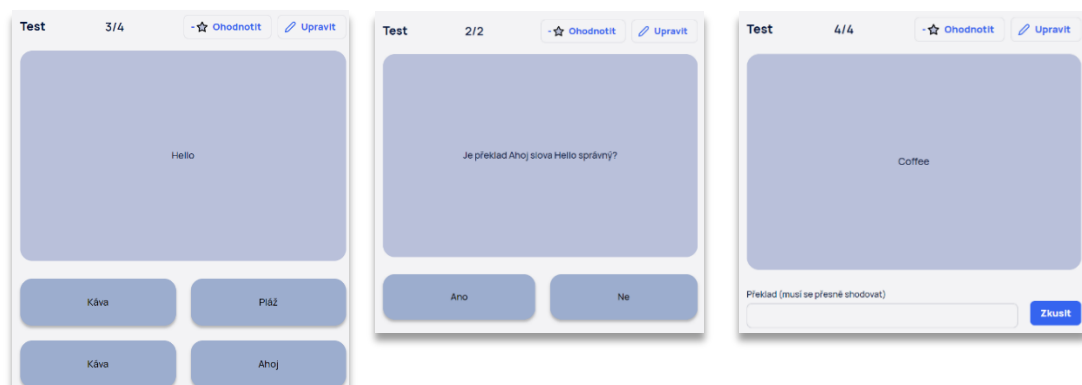 Test 3/4 -☆ Ohodnotit Upravit
Hello
Káva Pláž
Káva Ahoj
Test 2/2 -☆ Ohodnotit Upravit
Je překlad Ahoj slova Hello správný?
Ano Ne
Test 4/4 -☆ Ohodnotit Upravit
Coffee
Překlad (musí se přesně shodovat)
Zkusit